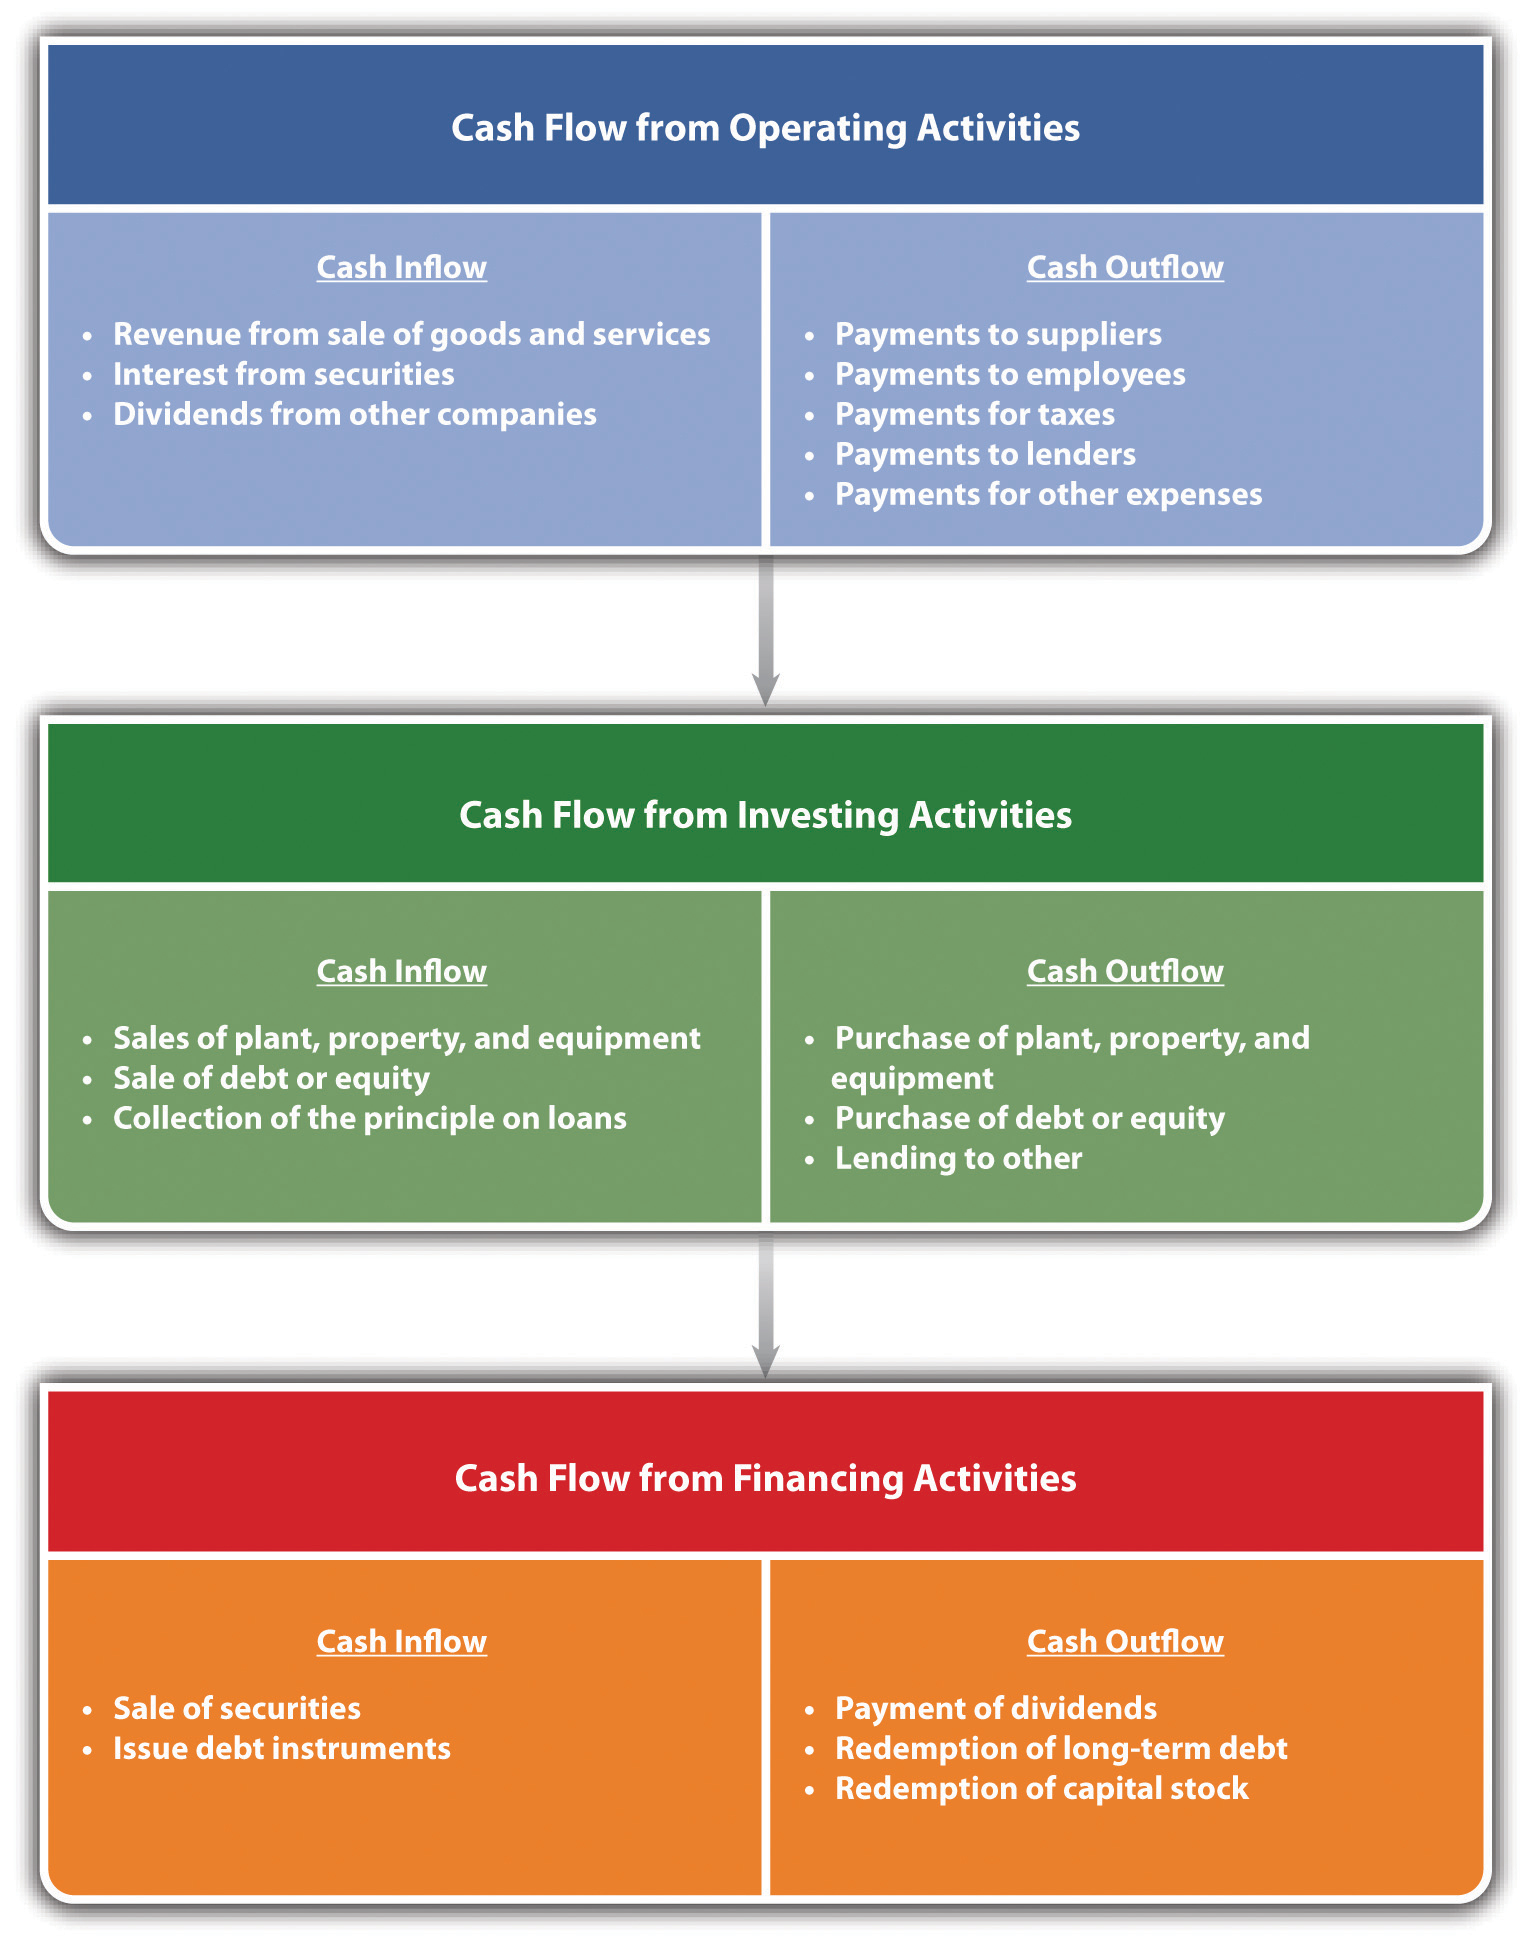 Cash Flow from Operating Activities
Cash Inflow
• Revenue from sale of goods and services
• Interest from securities
• Dividends from other companies
Cash Outflow
• Payments to suppliers
• Payments to employees
• Payments for taxes
• Payments to lenders
• Payments for other expenses
Cash Flow from Investing Activities
Cash Inflow
• Sales of plant, property, and equipment
• Sale of debt or equity
• Collection of the principle on loans
Cash Outflow
• Purchase of plant, property, and
equipment
• Purchase of debt or equity
• Lending to other
Cash Flow from Financing Activities
Cash Inflow
• Sale of securities
• Issue debt instruments
Cash Outflow
• Payment of dividends
• Redemption of long-term debt
• Redemption of capital stock